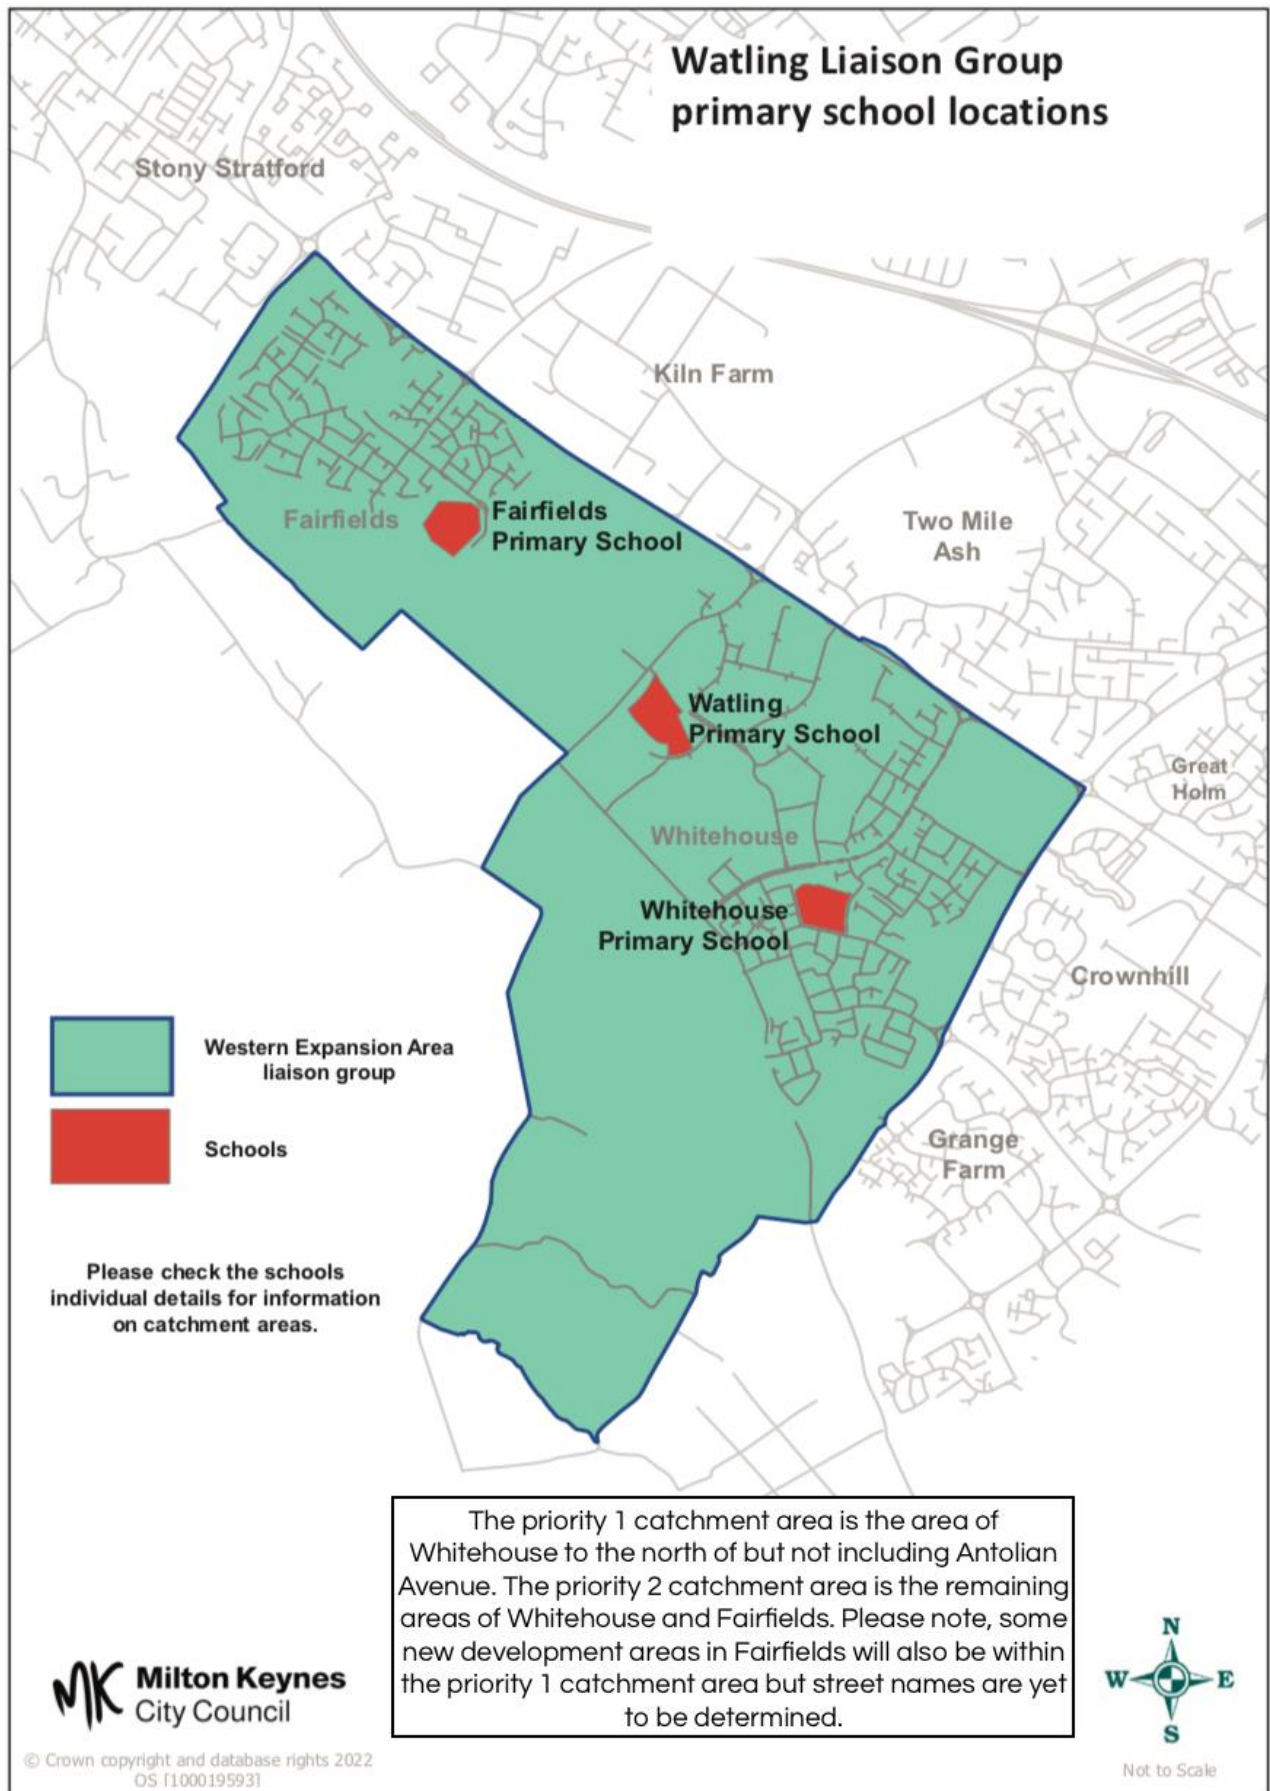 Watling Liaison Group
primary school locations
Stony Stratford
Kiln Farm
Two Mile
Ash
Fairfields
Fairfields
Primary School
Watling
Primary School
Great
Holm
Whitehouse
Whitehouse
Primary School
Crownhill
Western Expansion Area
liaison group
Schools
Grange
Farm
Please check the schools
individual details for information
on catchment areas.
The priority 1 catchment area is the area of
Whitehouse to the north of but not including Antolian
Avenue. The priority 2 catchment area is the remaining
areas of Whitehouse and Fairfields. Please note, some
new development areas in Fairfields will also be within
the priority 1 catchment area but street names are yet
to be determined.
MK Milton Keynes
City Council
© Crown copyright and database rights 2022
OS [100019593]
N
W E
S
Not to Scale